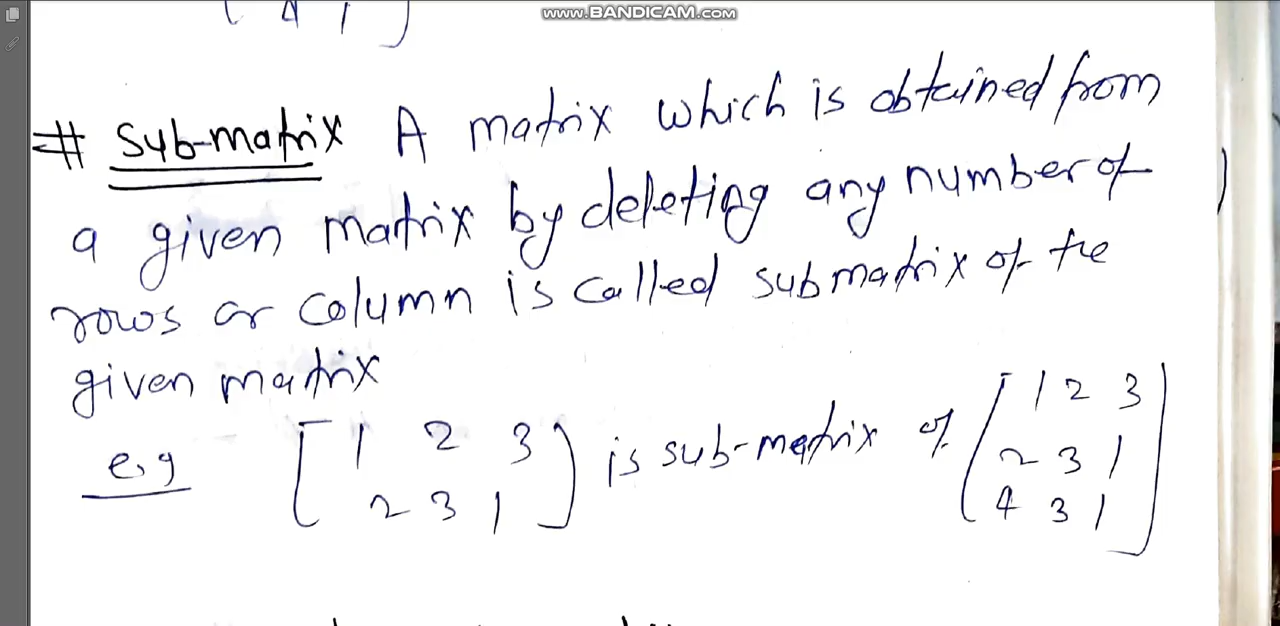 www.BANDICAM.com
4 1
# Sub-matrix A matrix which is obtained from
a given matrix by deleting any number of
rows or column is called submatrix of the
given matrix
e.g [1 2 3 is sub-matrix of [1 2 3
2 3 1] 2 3 1
4 3 1]